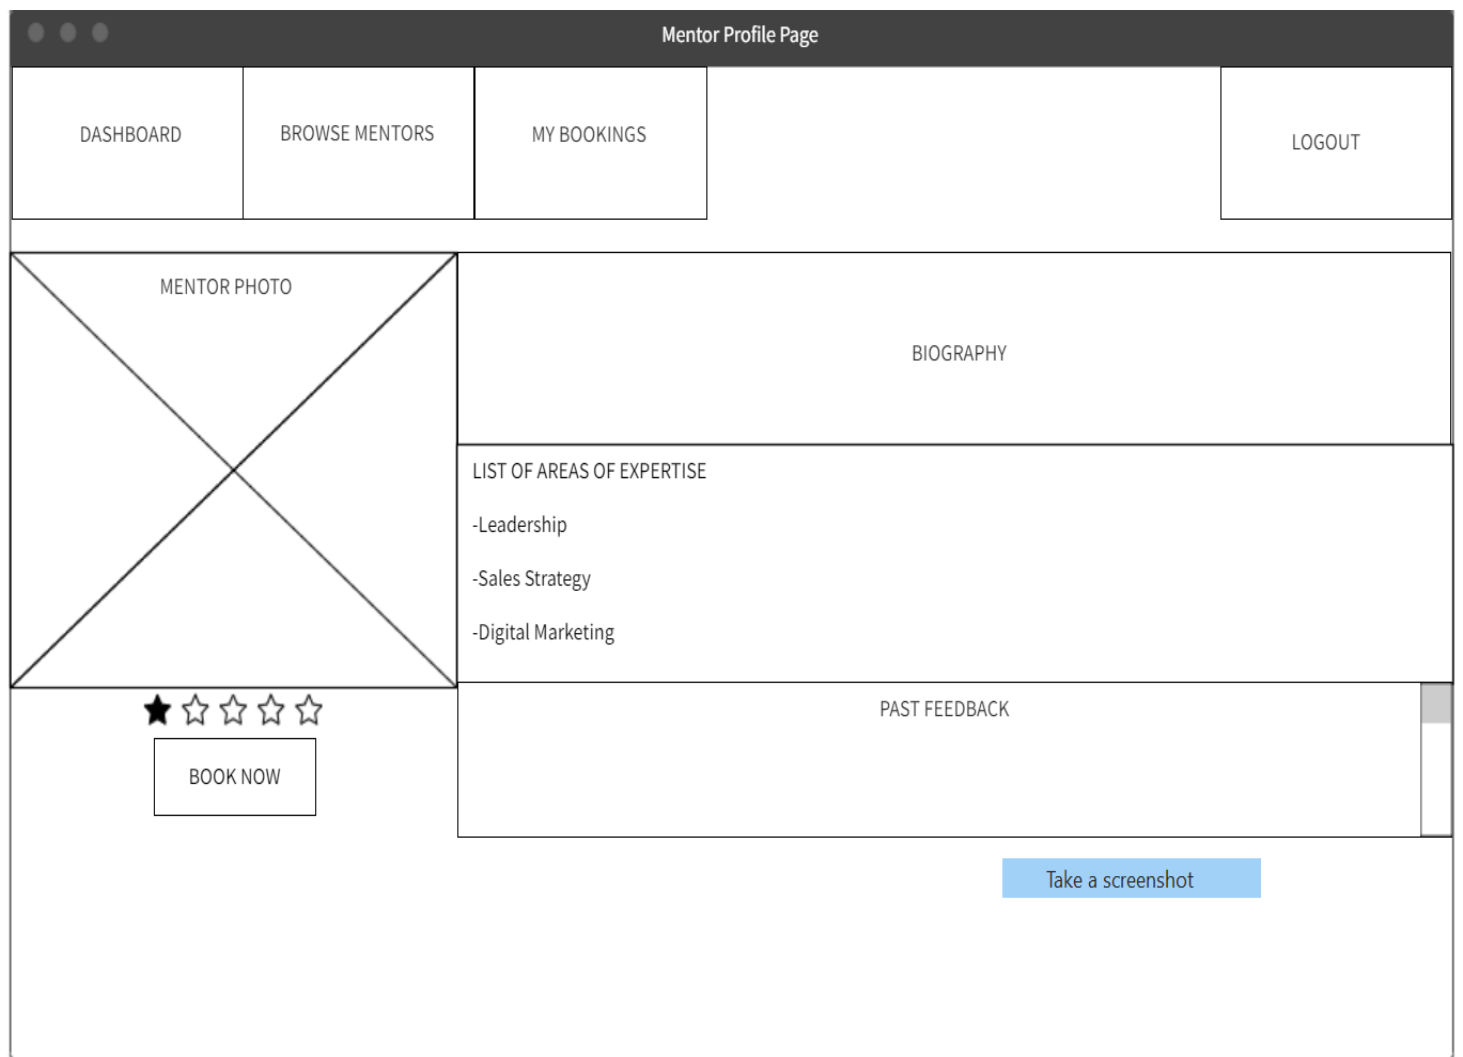 Mentor Profile Page
DASHBOARD
BROWSE MENTORS
MY BOOKINGS
LOGOUT
MENTOR PHOTO
BIOGRAPHY
LIST OF AREAS OF EXPERTISE
-Leadership
-Sales Strategy
-Digital Marketing
PAST FEEDBACK
BOOK NOW
Take a screenshot